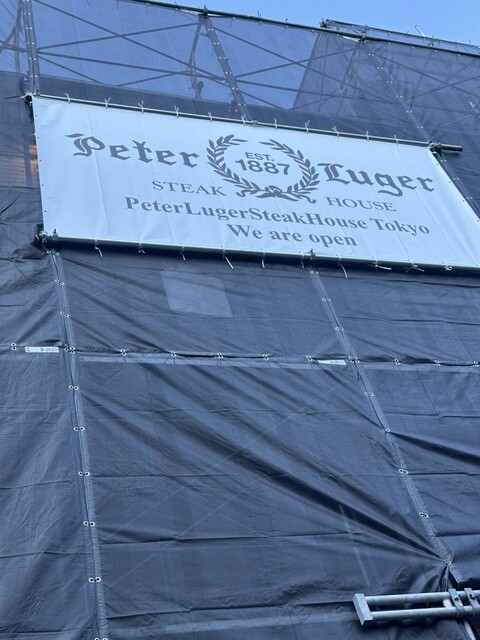 Peter Luger
EST.
1887
STEAK HOUSE
PeterLugerSteakHouse Tokyo
We are open